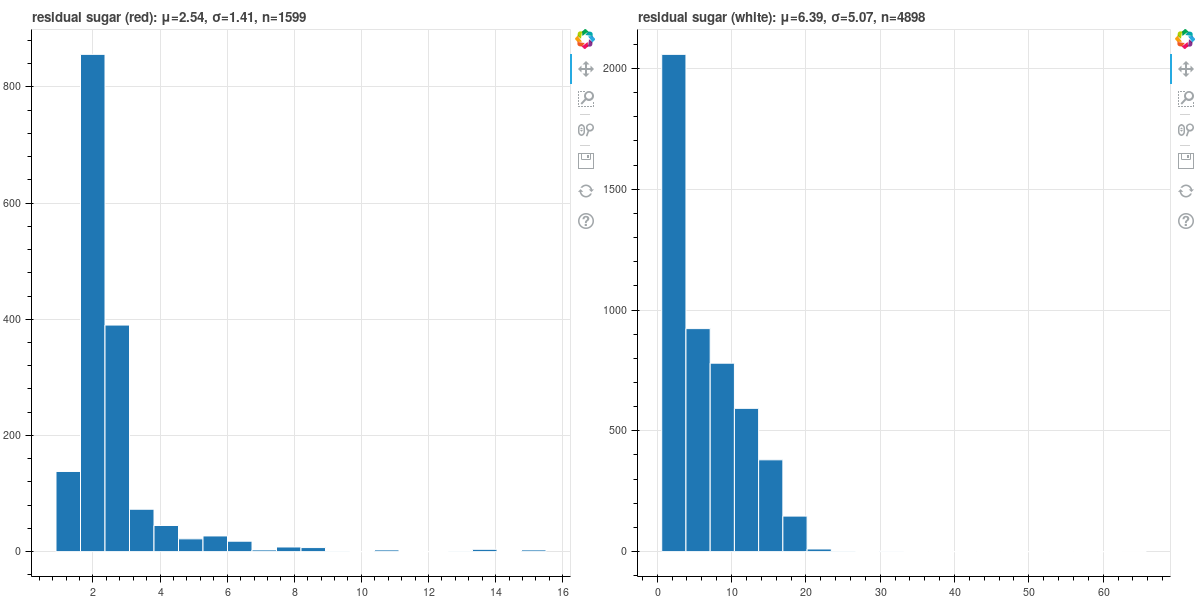 residual sugar (red): μ=2.54, σ=1.41, n=1599
800
600
400
200
0
2 4 6 8 10 12 14 16
residual sugar (white): μ=6.39, σ=5.07, n=4898
2000
1500
1000
500
0
0 10 20 30 40 50 60